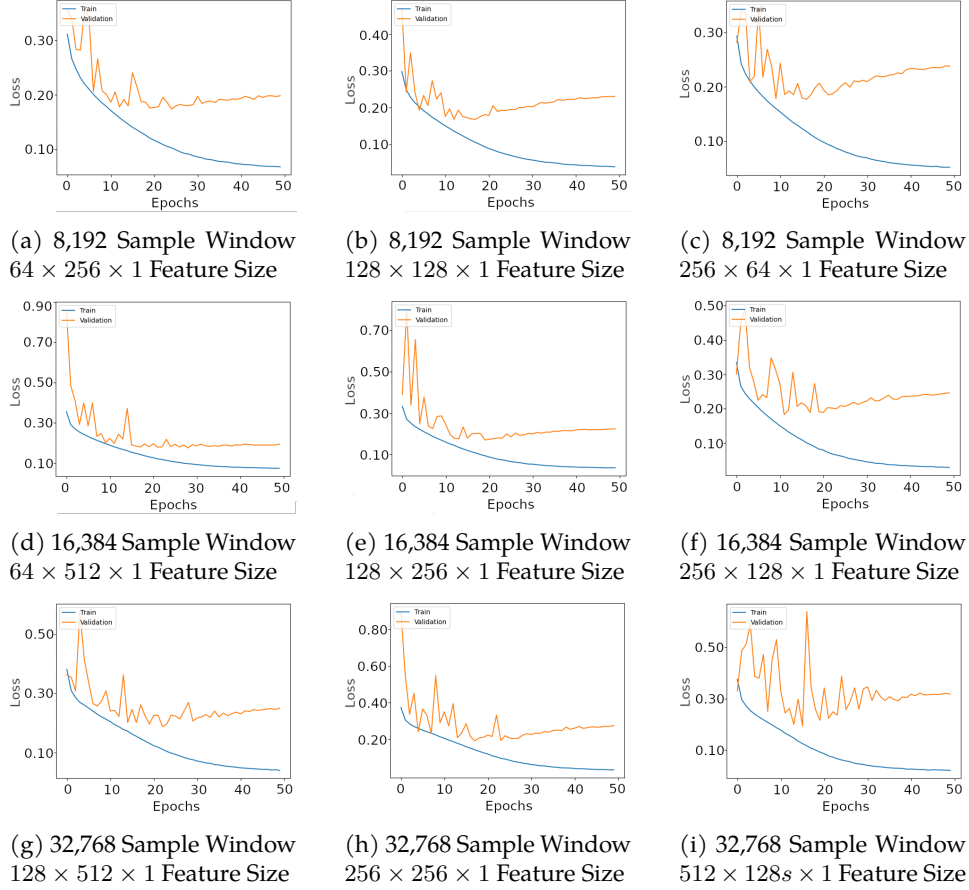 Train
Validation
0.30
0.20
0.10
Loss
0 10 20 30 40 50
Epochs
(a) 8,192 Sample Window
64 × 256 × 1 Feature Size
Train
Validation
0.40
0.30
0.20
0.10
Loss
0 10 20 30 40 50
Epochs
(b) 8,192 Sample Window
128 × 128 × 1 Feature Size
Train
Validation
0.30
0.20
0.10
Loss
0 10 20 30 40 50
Epochs
(c) 8,192 Sample Window
256 × 64 × 1 Feature Size
Train
Validation
0.90
0.70
0.50
0.30
0.10
Loss
0 10 20 30 40 50
Epochs
(d) 16,384 Sample Window
64 × 512 × 1 Feature Size
Train
Validation
0.70
0.50
0.30
0.10
Loss
0 10 20 30 40 50
Epochs
(e) 16,384 Sample Window
128 × 256 × 1 Feature Size
Train
Validation
0.50
0.40
0.30
0.20
0.10
Loss
0 10 20 30 40 50
Epochs
(f) 16,384 Sample Window
256 × 128 × 1 Feature Size
Train
Validation
0.50
0.30
0.10
Loss
0 10 20 30 40 50
Epochs
(g) 32,768 Sample Window
128 × 512 × 1 Feature Size
Train
Validation
0.80
0.60
0.40
0.20
Loss
0 10 20 30 40 50
Epochs
(h) 32,768 Sample Window
256 × 256 × 1 Feature Size
Train
Validation
0.50
0.30
0.10
Loss
0 10 20 30 40 50
Epochs
(i) 32,768 Sample Window
512 × 128s × 1 Feature Size